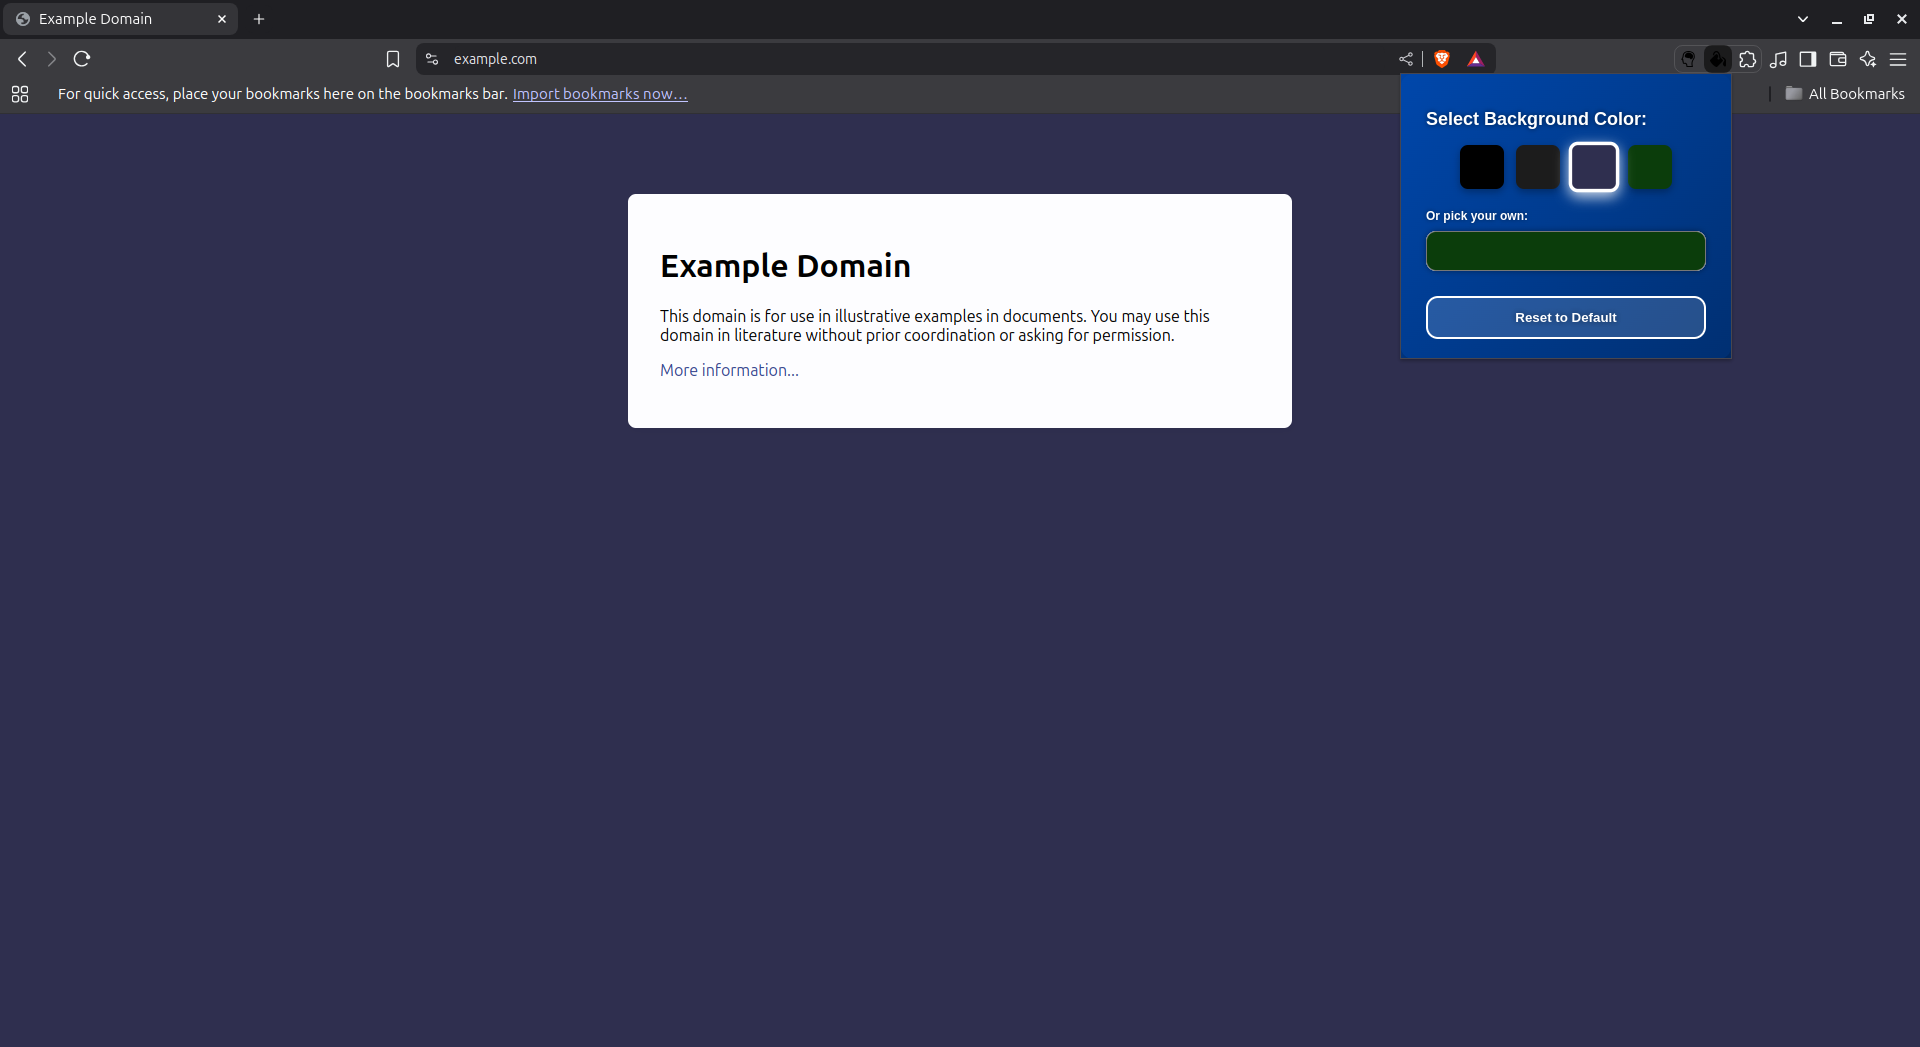 Example Domain
example.com
For quick access, place your bookmarks here on the bookmarks bar. Import bookmarks now...
All Bookmarks
Select Background Color:
Or pick your own:
Reset to Default
Example Domain
This domain is for use in illustrative examples in documents. You may use this
domain in literature without prior coordination or asking for permission.
More information...